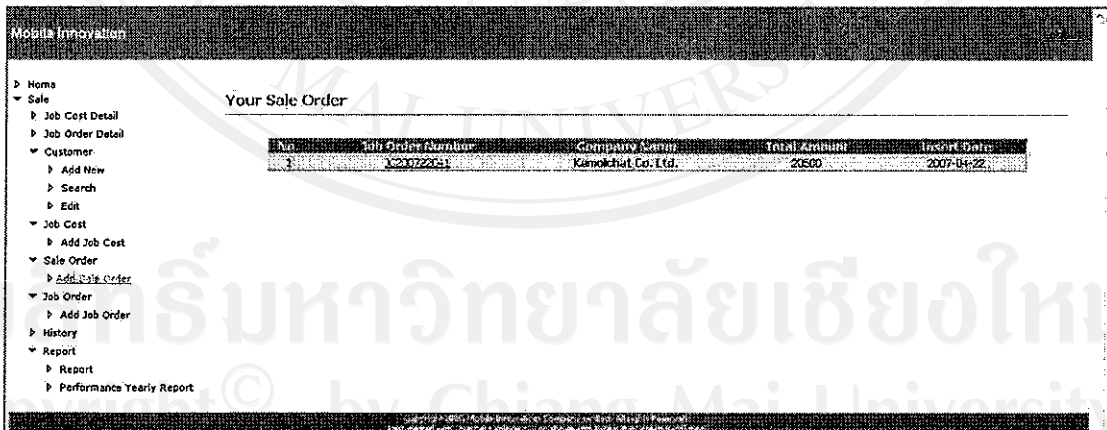 Mobile Innovation
Home
Sale
Job Cost Detail
Job Order Detail
Customer
Add New
Search
Edit
Job Cost
Add Job Cost
Sale Order
Add Sale Order
Job Order
Add Job Order
History
Report
Report
Performance Yearly Report
Your Sale Order
No Job Order Number Company Name Total Amount Insert Date
1 Kamolchat Co. Ltd. 20600 2007-04-22
MAI UNIVERS
ลิขสิทธิ์มหาวิทยาลัยเชียงให
opyright© by Chiang Mai University